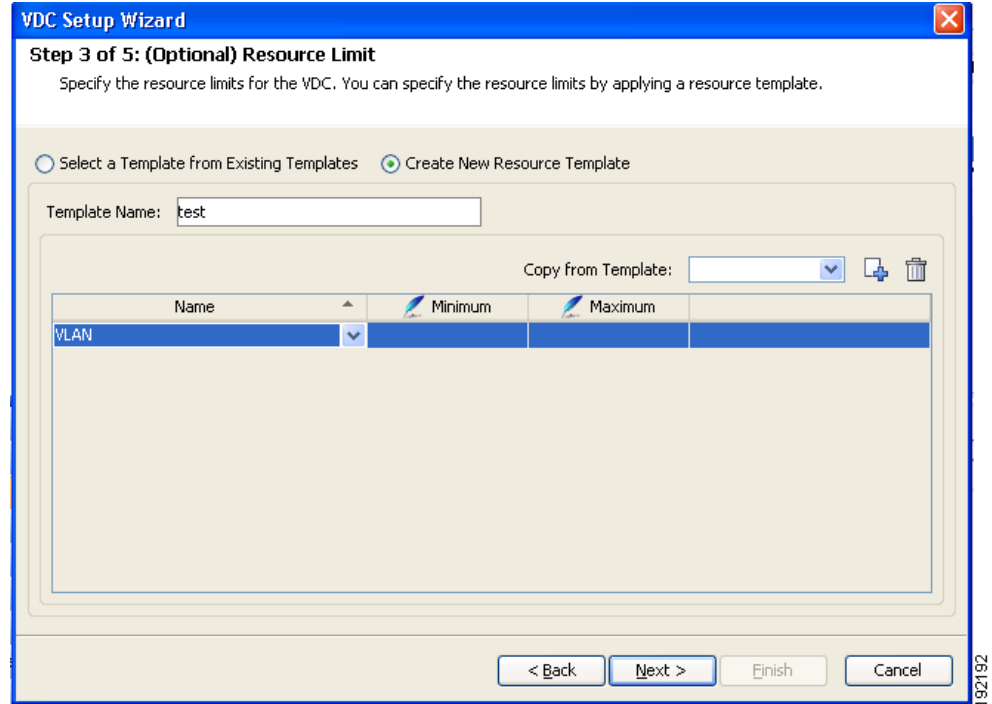 VDC Setup Wizard
Step 3 of 5: (Optional) Resource Limit
Specify the resource limits for the VDC. You can specify the resource limits by applying a resource template.
Select a Template from Existing Templates Create New Resource Template
Template Name: test
Copy from Template:
Name Minimum Maximum
VLAN
< Back Next > Finish Cancel
192192